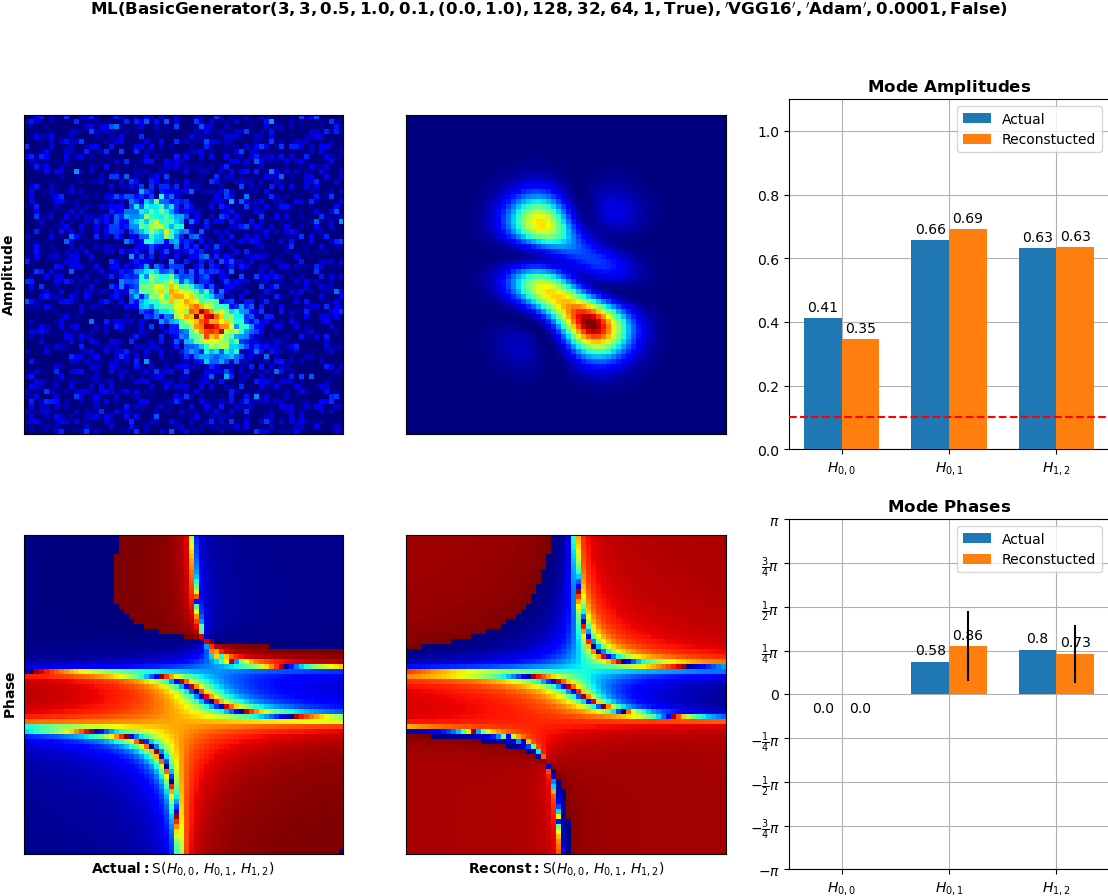 ML(BasicGenerator(3, 3, 0.5, 1.0, 0.1, (0.0, 1.0), 128, 32, 64, 1, True), ′VGG16′, ′Adam′, 0.0001, False)
Amplitude
Mode Amplitudes
Actual
Reconstucted
1.0
0.8
0.6
0.4
0.2
0.0
0.41
0.35
0.66
0.69
0.63
0.63
H0,0
H0,1
H1,2
Phase
Actual: S(H0,0, H0,1, H1,2)
Reconst: S(H0,0, H0,1, H1,2)
Mode Phases
Actual
Reconstucted
π
3/4π
1/2π
1/4π
0
−1/4π
−1/2π
−3/4π
−π
0.0
0.0
0.58
0.86
0.8
0.73
H0,0
H0,1
H1,2